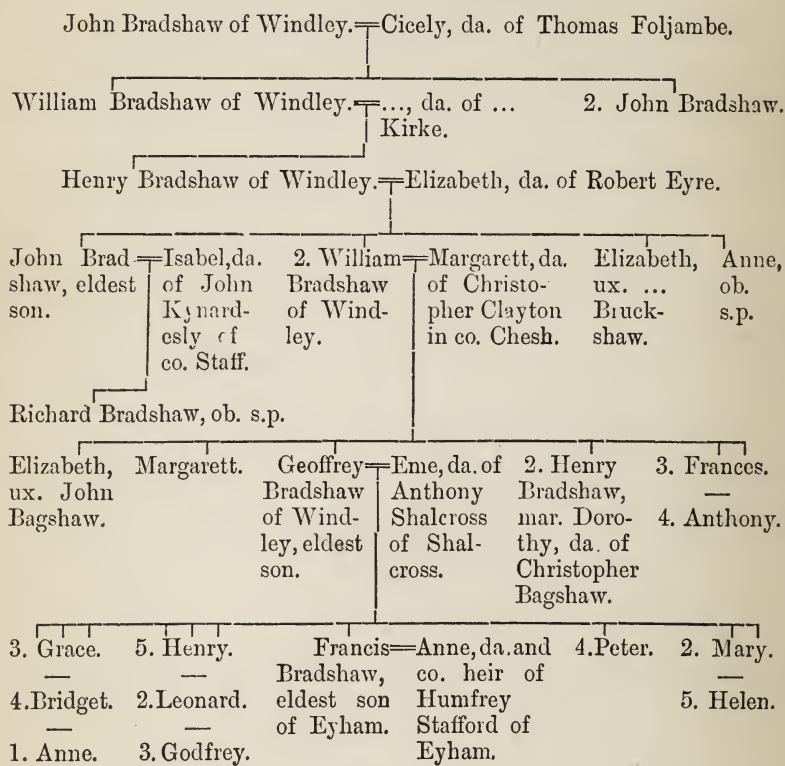 John Bradshaw of Windley.=Cicely, da. of Thomas Foljambe.
William Bradshaw of Windley.=..., da. of ... Kirke.
2. John Bradshaw.
Henry Bradshaw of Windley.=Elizabeth, da. of Robert Eyre.
John Brad-
shaw, eldest
son.
=Isabel, da.
of John
Kynard-
esly of
co. Staff.
2. William
Bradshaw
of Wind-
ley.
=Margarett, da.
of Christo-
pher Clayton
in co. Chesh.
Elizabeth,
ux. ...
Bruck-
shaw.
Anne,
ob.
s.p.
Richard Bradshaw, ob. s.p.
Elizabeth,
ux. John
Bagshaw.
Margarett.
Geoffrey
Bradshaw
of Wind-
ley, eldest
son.
=Eme, da. of
Anthony
Shalcross
of Shal-
cross.
2. Henry
Bradshaw,
mar. Doro-
thy, da. of
Christopher
Bagshaw.
3. Frances.
—
4. Anthony.
3. Grace.
—
4. Bridget.
—
1. Anne.
5. Henry.
—
2. Leonard.
—
3. Godfrey.
Francis
Bradshaw,
eldest son
of Eyham.
=Anne, da. and
co. heir of
Humfrey
Stafford of
Eyham.
4. Peter.
2. Mary.
—
5. Helen.